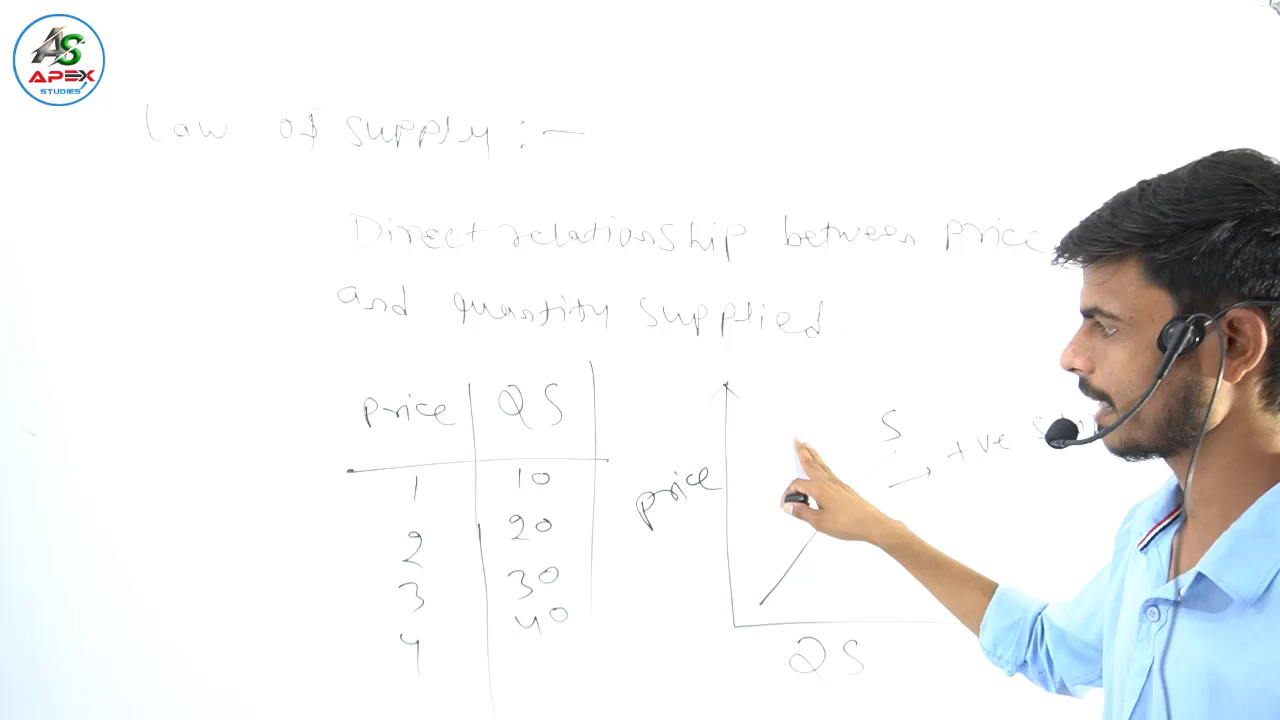 AS
APEX
STUDIES
Law of supply :-
Direct relationship between price
and quantity supplied.
price QS
1 10
2 20
3 30
4 40
price
S
+ve
QS